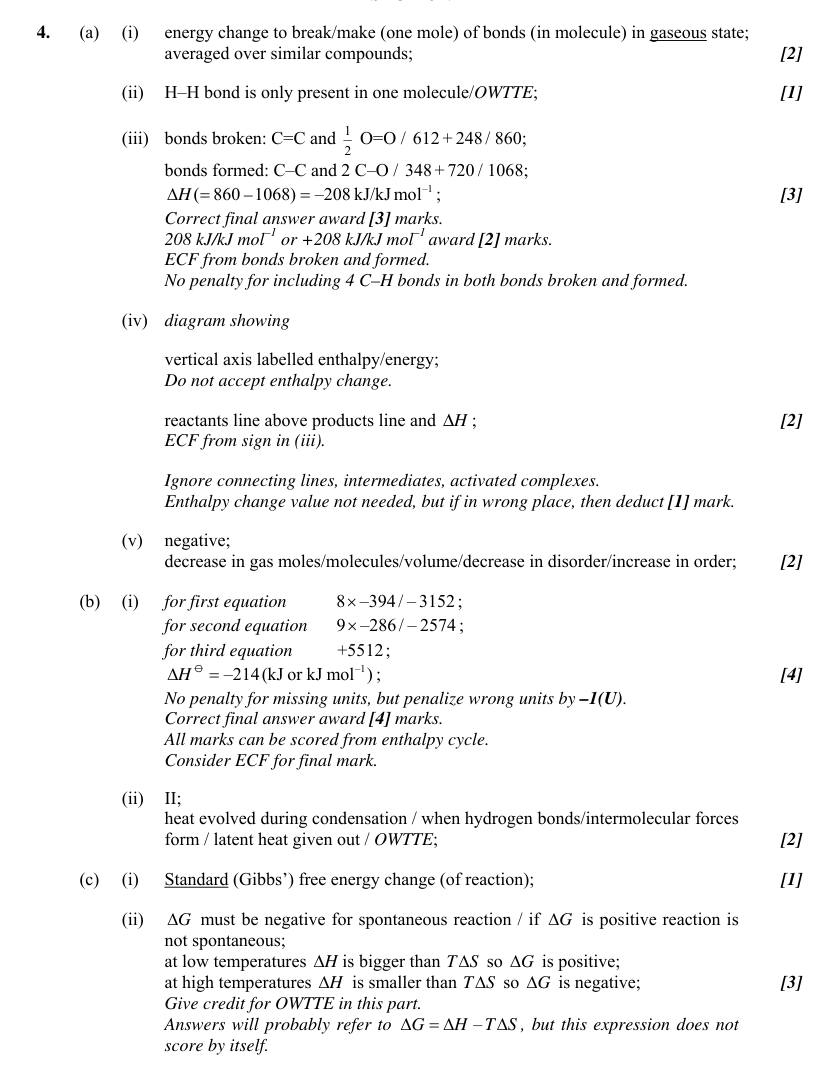 4. (a) (i) energy change to break/make (one mole) of bonds (in molecule) in gaseous state;
averaged over similar compounds; [2]
(ii) H–H bond is only present in one molecule/OWTTE; [1]
(iii) bonds broken: C=C and 1/2 O=O / 612 + 248 / 860;
bonds formed: C–C and 2 C–O / 348 + 720 / 1068;
ΔH (= 860 – 1068) = –208 kJ/kJ mol⁻¹ ; [3]
Correct final answer award [3] marks.
208 kJ/kJ mol⁻¹ or +208 kJ/kJ mol⁻¹ award [2] marks.
ECF from bonds broken and formed.
No penalty for including 4 C–H bonds in both bonds broken and formed.
(iv) diagram showing
vertical axis labelled enthalpy/energy;
Do not accept enthalpy change.
reactants line above products line and ΔH ; [2]
ECF from sign in (iii).
Ignore connecting lines, intermediates, activated complexes.
Enthalpy change value not needed, but if in wrong place, then deduct [1] mark.
(v) negative;
decrease in gas moles/molecules/volume/decrease in disorder/increase in order; [2]
(b) (i) for first equation 8 × –394 / – 3152 ;
for second equation 9 × –286 / – 2574 ;
for third equation +5512 ;
ΔH ⊖ = –214 (kJ or kJ mol⁻¹) ; [4]
No penalty for missing units, but penalize wrong units by –1(U).
Correct final answer award [4] marks.
All marks can be scored from enthalpy cycle.
Consider ECF for final mark.
(ii) II;
heat evolved during condensation / when hydrogen bonds/intermolecular forces
form / latent heat given out / OWTTE; [2]
(c) (i) Standard (Gibbs’) free energy change (of reaction); [1]
(ii) ΔG must be negative for spontaneous reaction / if ΔG is positive reaction is
not spontaneous;
at low temperatures ΔH is bigger than TΔS so ΔG is positive;
at high temperatures ΔH is smaller than TΔS so ΔG is negative; [3]
Give credit for OWTTE in this part.
Answers will probably refer to ΔG = ΔH – TΔS , but this expression does not
score by itself.